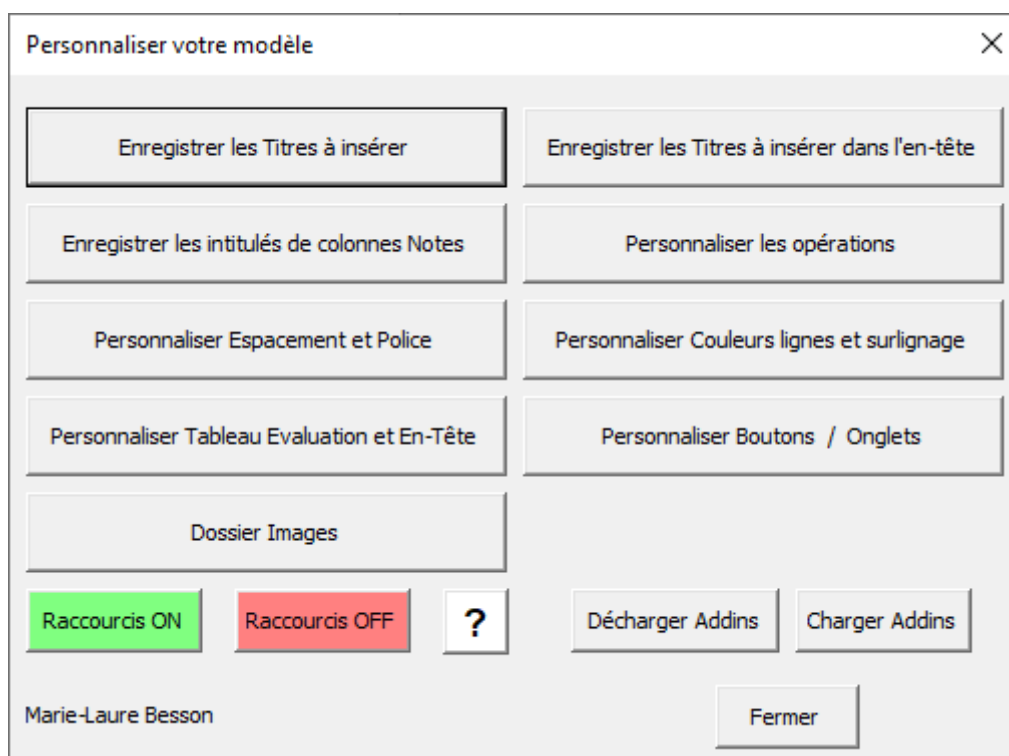 Personnaliser votre modèle
Enregistrer les Titres à insérer
Enregistrer les Titres à insérer dans l'en-tête
Enregistrer les intitulés de colonnes Notes
Personnaliser les opérations
Personnaliser Espacement et Police
Personnaliser Couleurs lignes et surlignage
Personnaliser Tableau Evaluation et En-Tête
Personnaliser Boutons / Onglets
Dossier Images
Raccourcis ON
Raccourcis OFF
?
Décharger Addins
Charger Addins
Marie-Laure Besson
Fermer